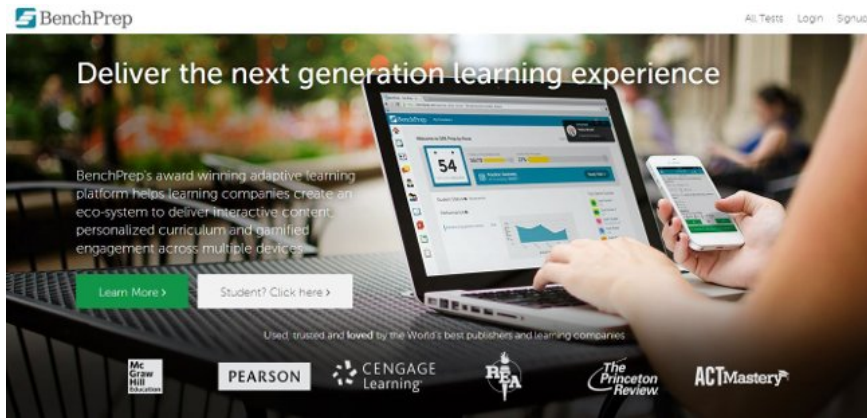 BenchPrep
All Tests Login Signup
Deliver the next generation learning experience
54
BenchPrep's award winning adaptive learning
platform helps learning companies create an
eco-system to deliver interactive content,
personalized curriculum and gamified
engagement across multiple devices
Learn More >
Student? Click here >
Used, trusted and loved by the World's best publishers and learning companies
Mc
Graw
Hill
Education
PEARSON
CENGAGE
Learning
REA
The
Princeton
Review
ACTMastery